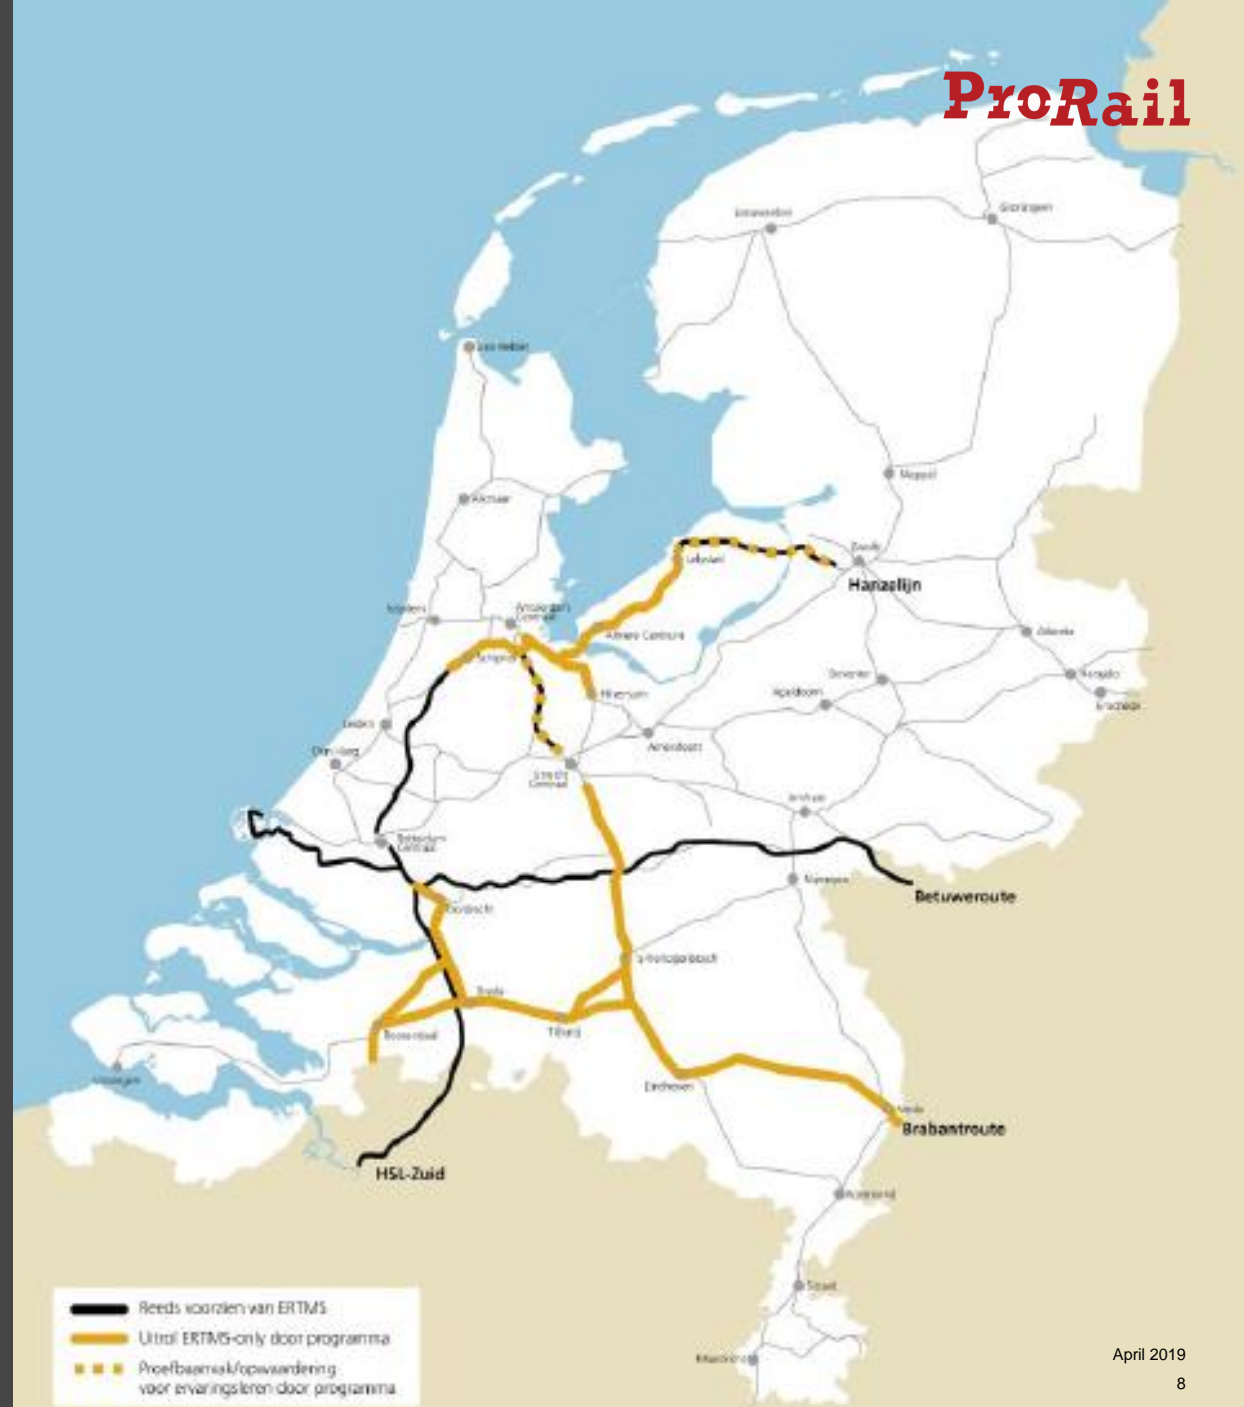 ProRail
Groningen
Leeuwarden
Den Helder
Meppel
Alkmaar
Zwolle
Lelystad
Hanzelijn
Haarlem
Amsterdam
Centraal
Almere Centrum
Almelo
Schiphol
Deventer
Hengelo
Hilversum
Apeldoorn
Enschede
Leiden
Amersfoort
Den Haag
Utrecht
Centraal
Arnhem
Rotterdam
Centraal
Nijmegen
Betuweroute
Dordrecht
's-Hertogenbosch
Breda
Tilburg
Roosendaal
Vlissingen
Eindhoven
Venlo
Brabantroute
HSL-Zuid
Roermond
Sittard
Maastricht
Reeds voorzien van ERTMS
Uitrol ERTMS-only door programma
Proefbaanvak/opwaardering
voor ervaringsleren door programma
April 2019
8